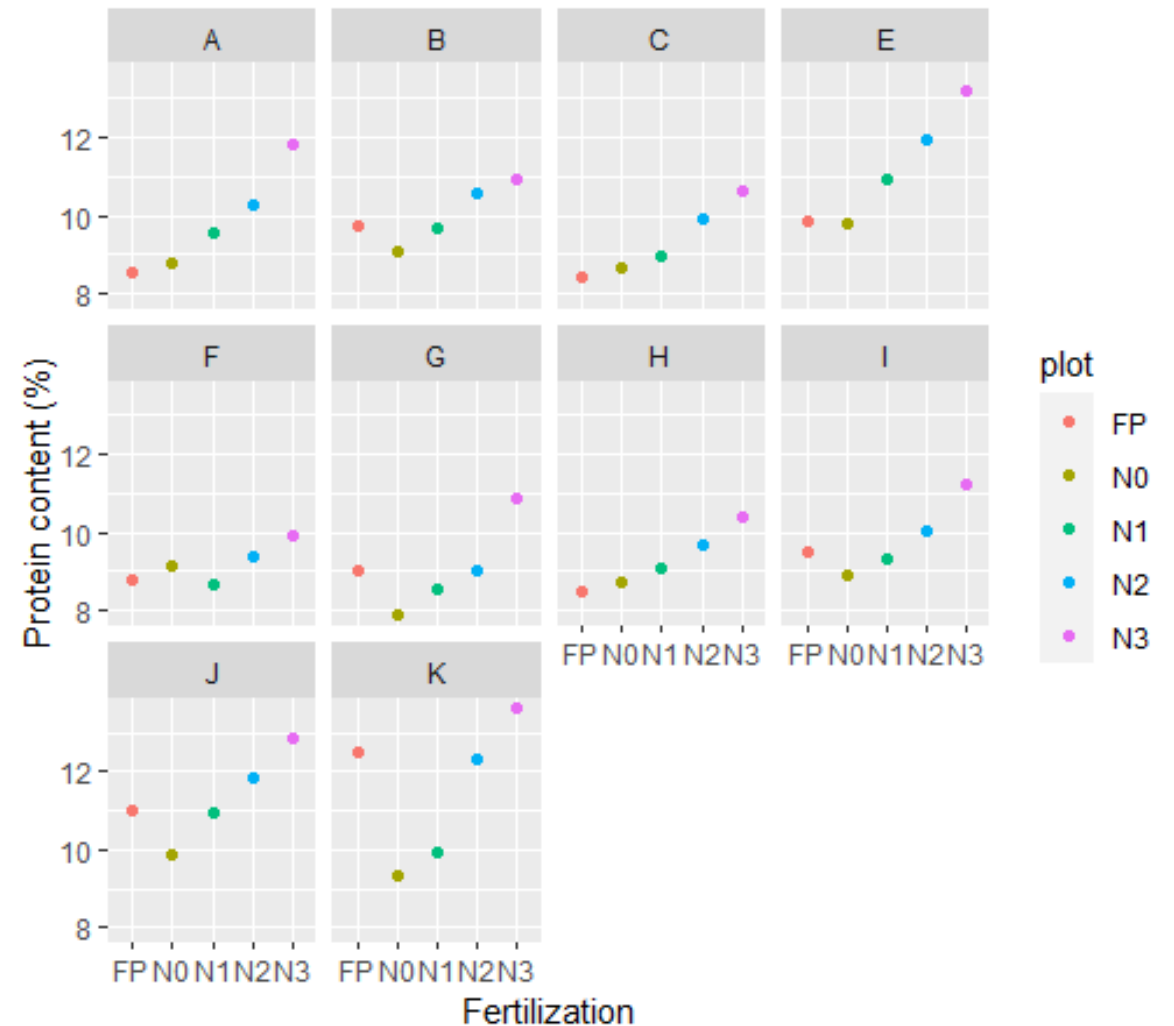 A B C E
12
10
8
F G H I
12
10
8
FP N0 N1 N2 N3 FP N0 N1 N2 N3
J K
12
10
8
FP N0 N1 N2 N3 FP N0 N1 N2 N3
Fertilization
Protein content (%)
plot
FP
N0
N1
N2
N3